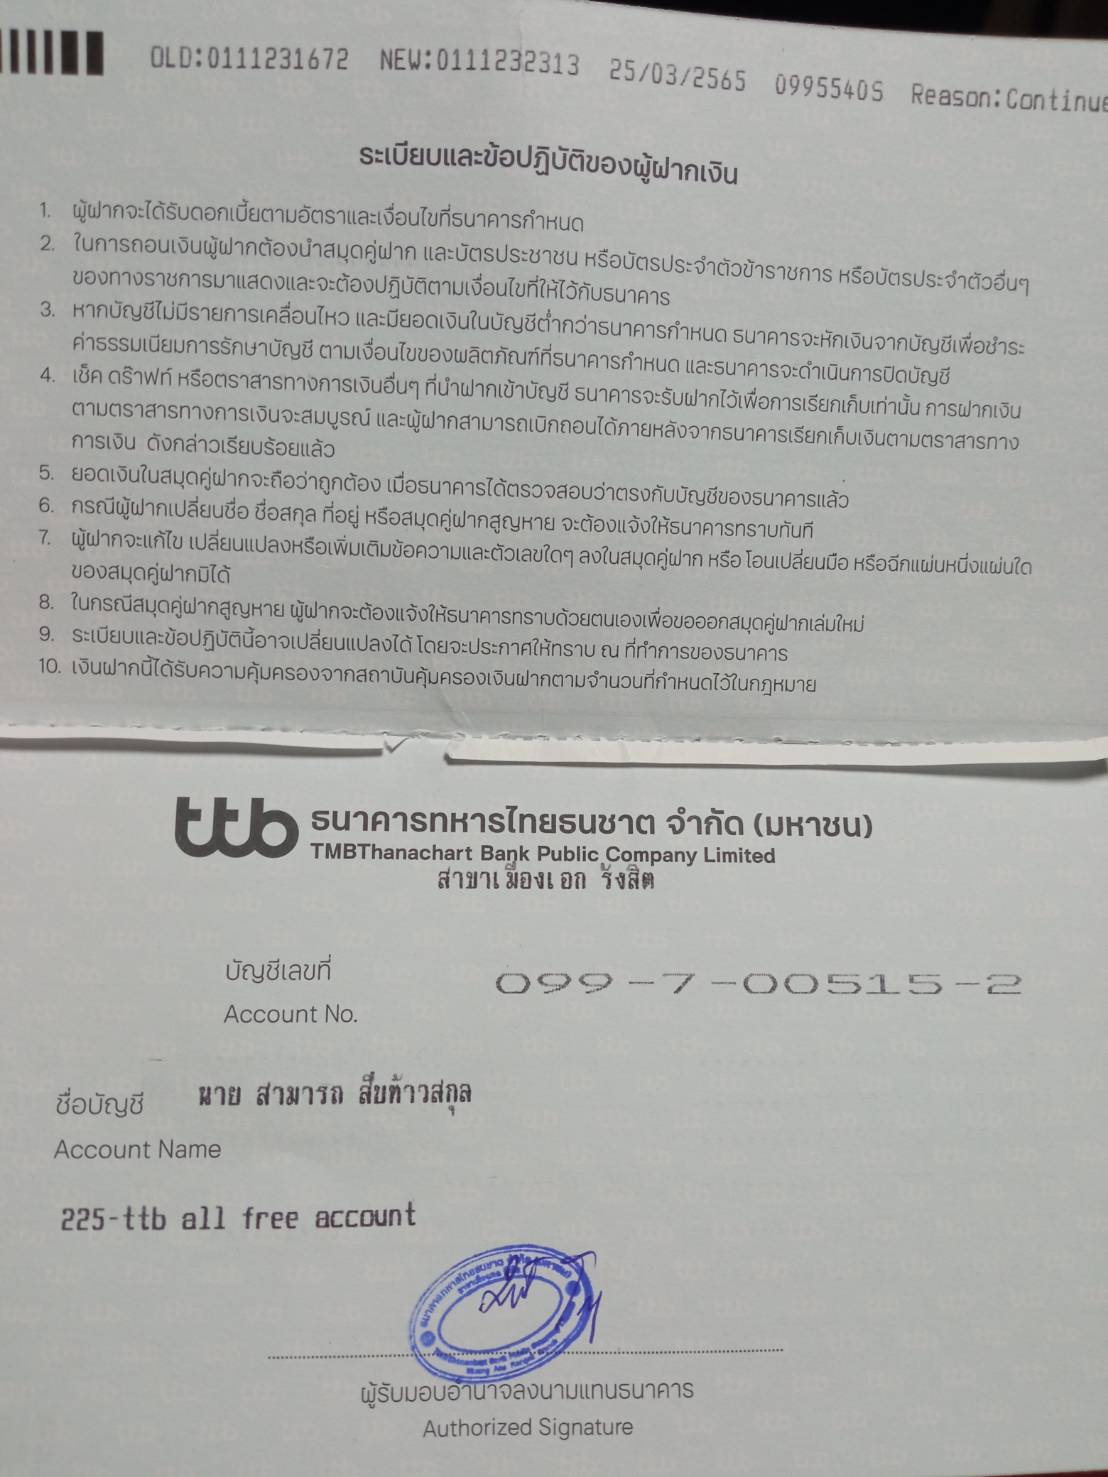 OLD:0111231672 NEW:0111232313 25/03/2565 0995540S Reason:Continue
ระเบียบและข้อปฏิบัติของผู้ฝากเงิน
1. ผู้ฝากจะได้รับดอกเบี้ยตามอัตราและเงื่อนไขที่ธนาคารกำหนด
2. ในการถอนเงินผู้ฝากต้องนำสมุดคู่ฝาก และบัตรประชาชน หรือบัตรประจำตัวข้าราชการ หรือบัตรประจำตัวอื่นๆ
ของทางราชการมาแสดงและจะต้องปฏิบัติตามเงื่อนไขที่ให้ไว้กับธนาคาร
3. หากบัญชีไม่มีรายการเคลื่อนไหว และมียอดเงินในบัญชีต่ำกว่าธนาคารกำหนด ธนาคารจะหักเงินจากบัญชีเพื่อชำระ
ค่าธรรมเนียมการรักษาบัญชี ตามเงื่อนไขของผลิตภัณฑ์ที่ธนาคารกำหนด และธนาคารจะดำเนินการปิดบัญชี
4. เช็ค ดร๊าฟท์ หรือตราสารทางการเงินอื่นๆ ที่นำฝากเข้าบัญชี ธนาคารจะรับฝากไว้เพื่อการเรียกเก็บเท่านั้น การฝากเงิน
ตามตราสารทางการเงินจะสมบูรณ์ และผู้ฝากสามารถเบิกถอนได้ภายหลังจากธนาคารเรียกเก็บเงินตามตราสารทาง
การเงิน ดังกล่าวเรียบร้อยแล้ว
5. ยอดเงินในสมุดคู่ฝากจะถือว่าถูกต้อง เมื่อธนาคารได้ตรวจสอบว่าตรงกับบัญชีของธนาคารแล้ว
6. กรณีผู้ฝากเปลี่ยนชื่อ ชื่อสกุล ที่อยู่ หรือสมุดคู่ฝากสูญหาย จะต้องแจ้งให้ธนาคารทราบทันที
7. ผู้ฝากจะแก้ไข เปลี่ยนแปลงหรือเพิ่มเติมข้อความและตัวเลขใดๆ ลงในสมุดคู่ฝาก หรือ โอนเปลี่ยนมือ หรือฉีกแผ่นหนึ่งแผ่นใด
ของสมุดคู่ฝากมิได้
8. ในกรณีสมุดคู่ฝากสูญหาย ผู้ฝากจะต้องแจ้งให้ธนาคารทราบด้วยตนเองเพื่อขอออกสมุดคู่ฝากเล่มใหม่
9. ระเบียบและข้อปฏิบัตินี้อาจเปลี่ยนแปลงได้ โดยจะประกาศให้ทราบ ณ ที่ทำการของธนาคาร
10. เงินฝากนี้ได้รับความคุ้มครองจากสถาบันคุ้มครองเงินฝากตามจำนวนที่กำหนดไว้ในกฎหมาย
ttb ธนาคารทหารไทยธนชาต จำกัด (มหาชน)
TMBThanachart Bank Public Company Limited
สาขาเมืองเอก รังสิต
บัญชีเลขที่ 099-7-00515-2
Account No.
ชื่อบัญชี นาย สามารถ สืบท้าวสกุล
Account Name
225-ttb all free account
ผู้รับมอบอำนาจลงนามแทนธนาคาร
Authorized Signature